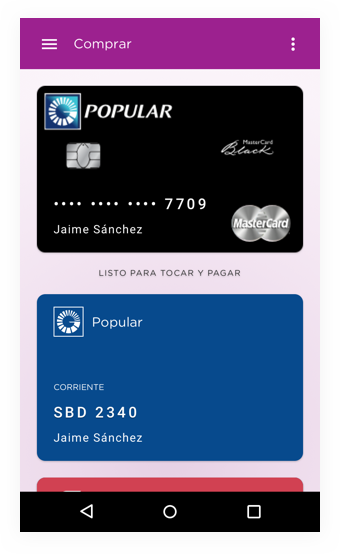 Comprar
POPULAR
MasterCard
Black
•••• •••• •••• 7709
Jaime Sánchez
MasterCard
LISTO PARA TOCAR Y PAGAR
Popular
CORRIENTE
SBD 2340
Jaime Sánchez